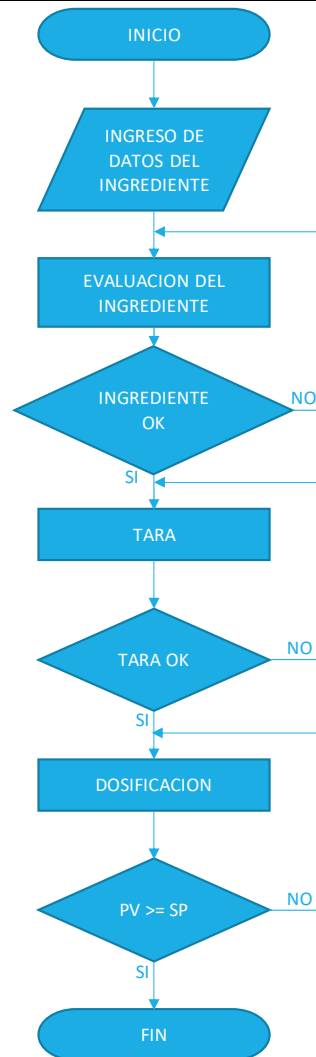 INICIO
INGRESO DE
DATOS DEL
INGREDIENTE
EVALUACION DEL
INGREDIENTE
INGREDIENTE
OK
NO
SI
TARA
TARA OK
NO
SI
DOSIFICACION
PV >= SP
NO
SI
FIN